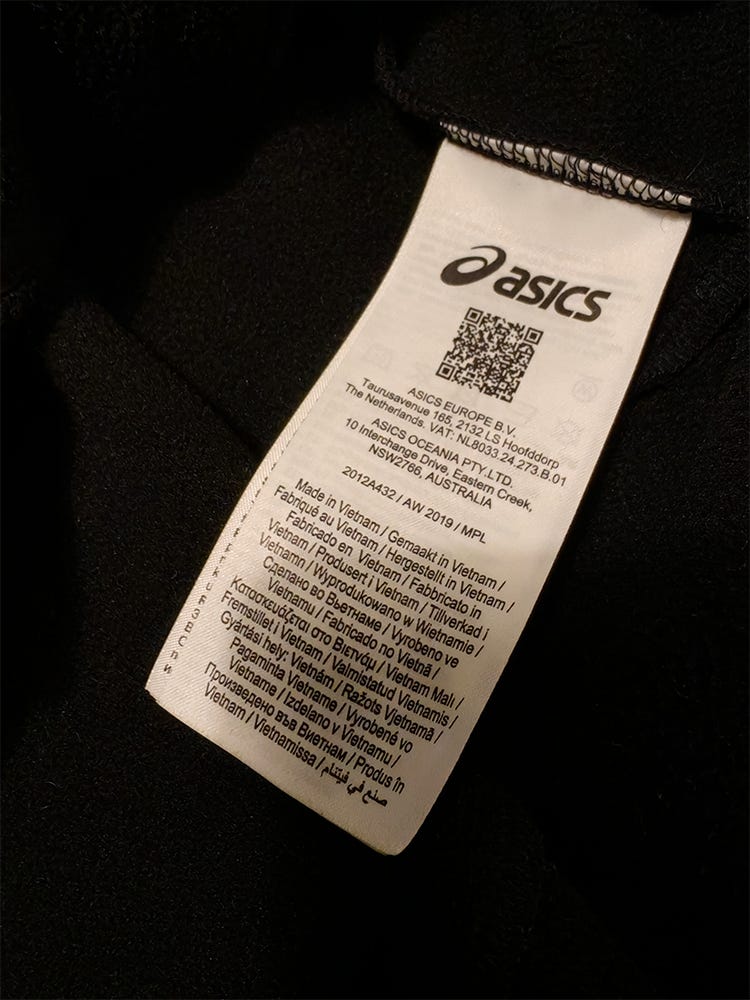 asics
ASICS EUROPE B.V.
Taurusavenue 165, 2132 LS Hoofddorp
The Netherlands. VAT: NL8033.24.273.B.01
ASICS OCEANIA PTY.LTD.
10 Interchange Drive, Eastern Creek,
NSW2766, AUSTRALIA
2012A432 / AW 2019 / MPL
Made in Vietnam / Gemaakt in Vietnam /
Fabriqué au Vietnam / Hergestellt in Vietnam /
Fabricado en Vietnam / Fabbricato in
Vietnam / Produsert i Vietnam / Tillverkad i
Vietnamn / Wyprodukowano w Wietnamie /
Сделано во Вьетнаме / Vyrobeno ve
Vietnamu / Fabricado no Vietnã /
Κατασκευάζεται στο Βιετνάμ / Vietnam Malı /
Fremstillet i Vietnam / Valmistatud Vietnamis /
Gyártási hely: Vietnám / Ražots Vjetnamā /
Pagaminta Vietname / Vyrobené vo
Vietname / Izdelano v Vietnamu /
Произведено във Виетнам / Produs în
Vietnam / Vietnamissa / صنع في فيتنام